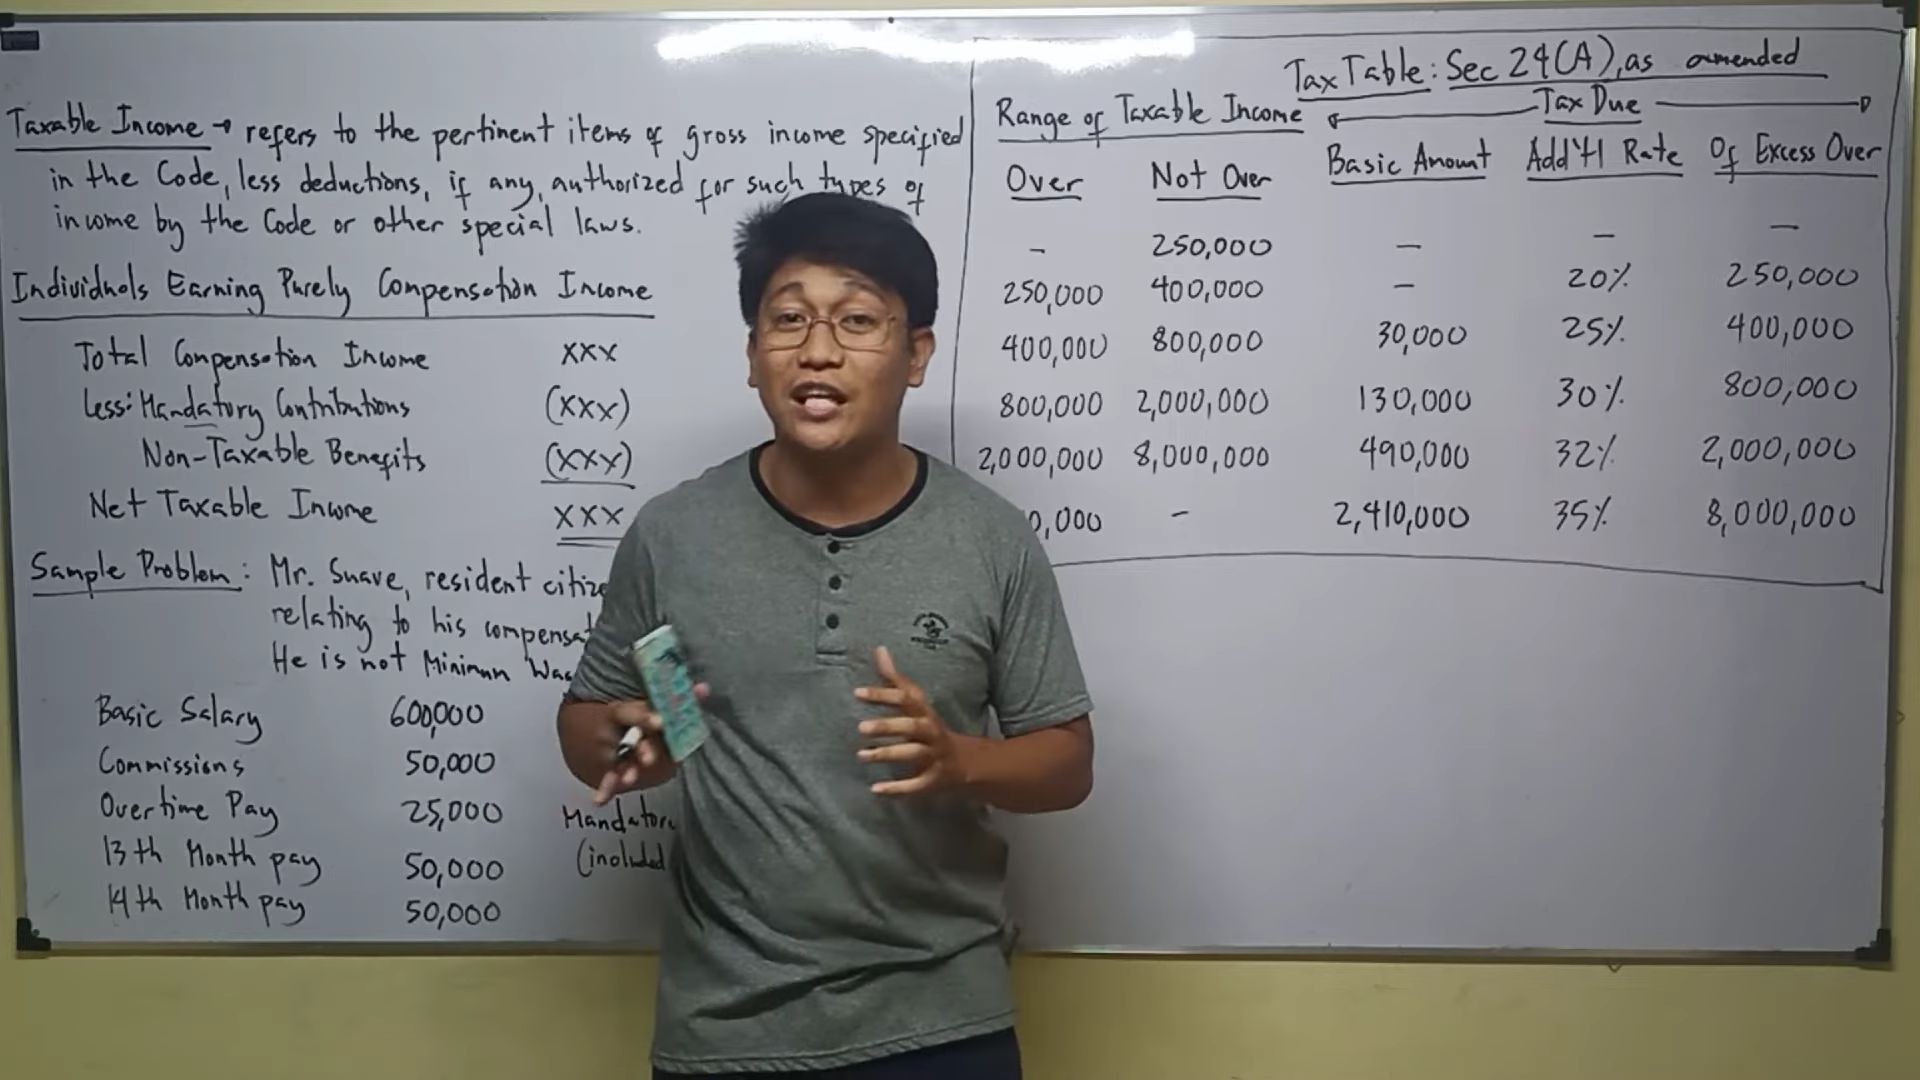 Taxable Income → refers to the pertinent items of gross income specified
in the Code, less deductions, if any, authorized for such types of
income by the Code or other special laws.
Individuals Earning Purely Compensation Income
Total Compensation Income XXX
Less: Mandatory Contributions (XXX)
Non-Taxable Benefits (XXX)
Net Taxable Income XXX
Sample Problem: Mr. Suave, resident
relating to his
He is not Minimum
Basic Salary 600,000
Commissions 50,000
Overtime Pay 25,000
13th Month pay 50,000
14th Month pay 50,000
(included
Tax Table: Sec 24(A), as amended
Range of Taxable Income Tax Due
Over Not Over Basic Amount Add'tl Rate Of Excess Over
- 250,000 - - -
250,000 400,000 - 20% 250,000
400,000 800,000 30,000 25% 400,000
800,000 2,000,000 130,000 30% 800,000
2,000,000 8,000,000 490,000 32% 2,000,000
- 2,410,000 35% 8,000,000